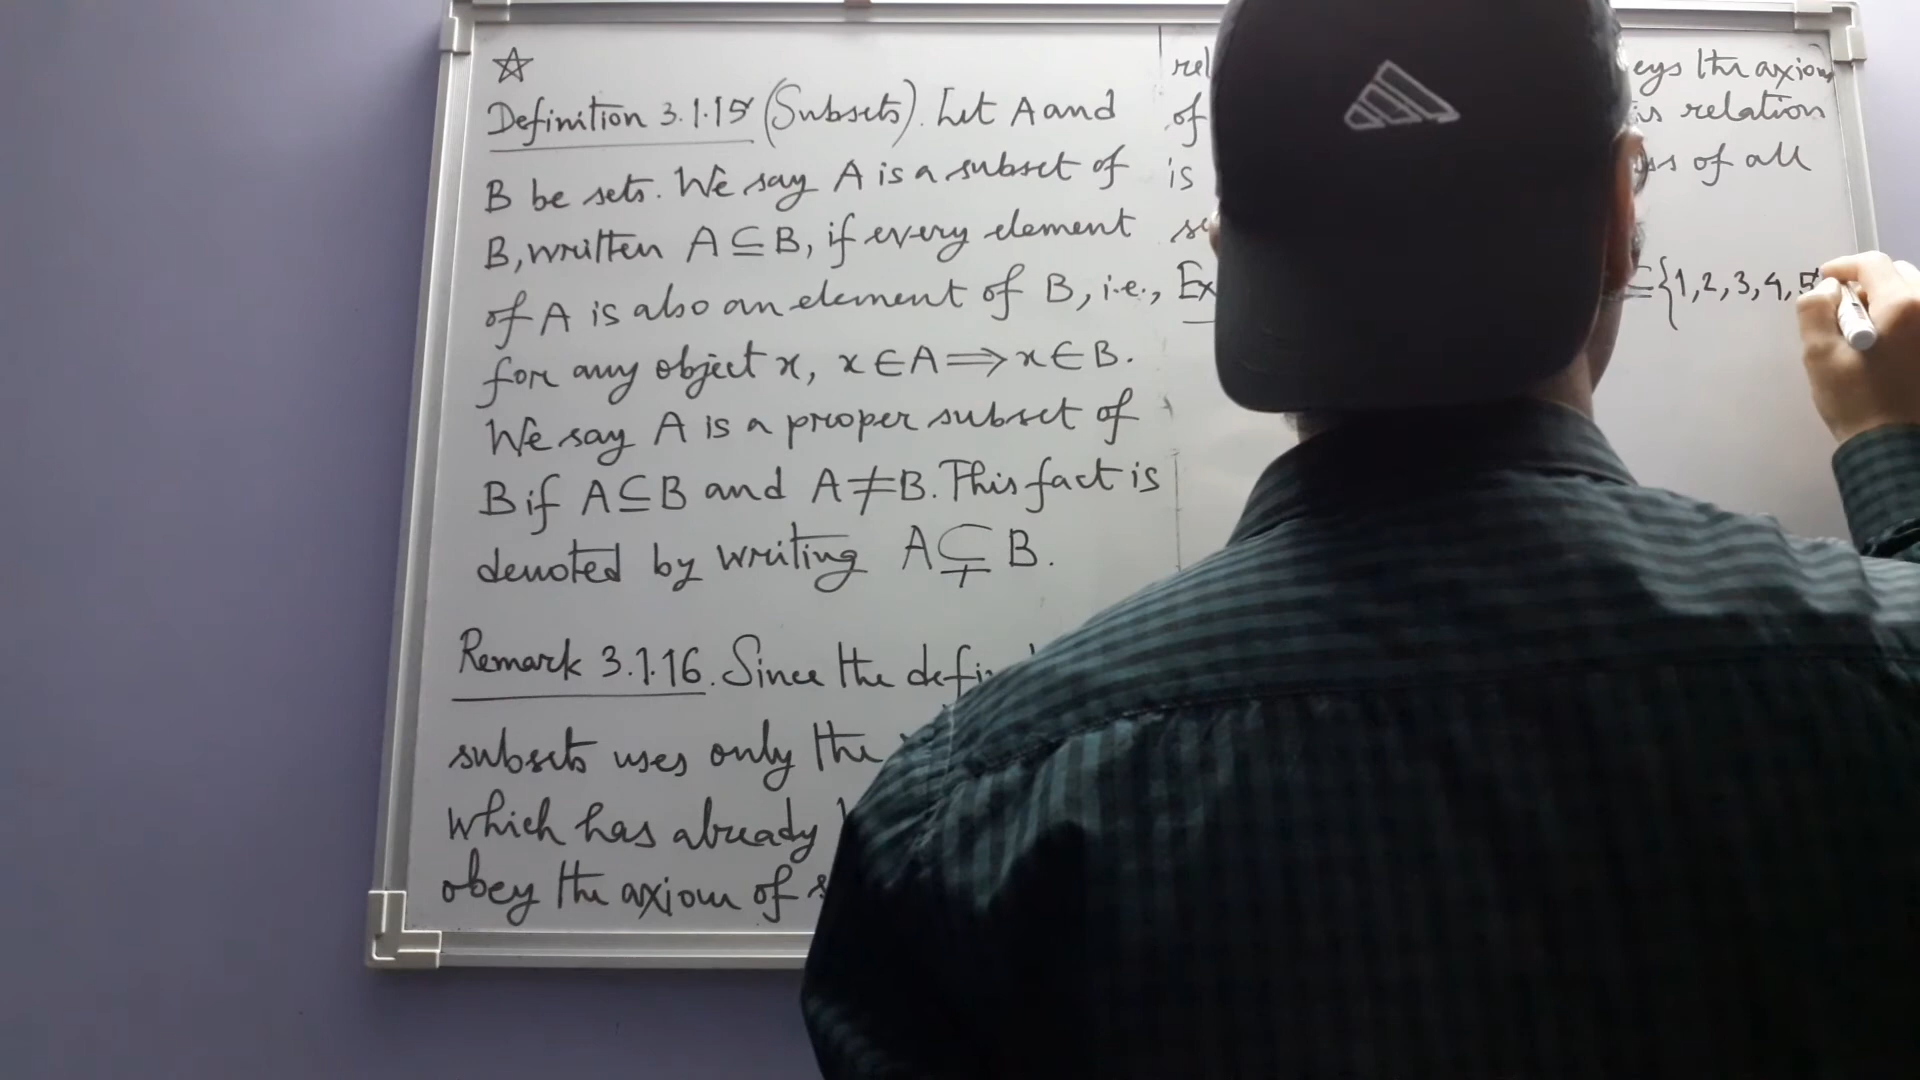 ☆
Definition 3.1.15 (Subsets). Let A and
B be sets. We say A is a subset of
B, written A ⊆ B, if every element
of A is also an element of B, i.e.,
for any object x, x ∈ A ⟹ x ∈ B.
We say A is a proper subset of
B if A ⊆ B and A ≠ B. This fact is
denoted by writing A ⊊ B.
Remark 3.1.16. Since the
subsets uses only the
which has already
obey the axiom of
eys the axiom
of
relation
is of all
Ex ⊆ {1, 2, 3, 4, 5